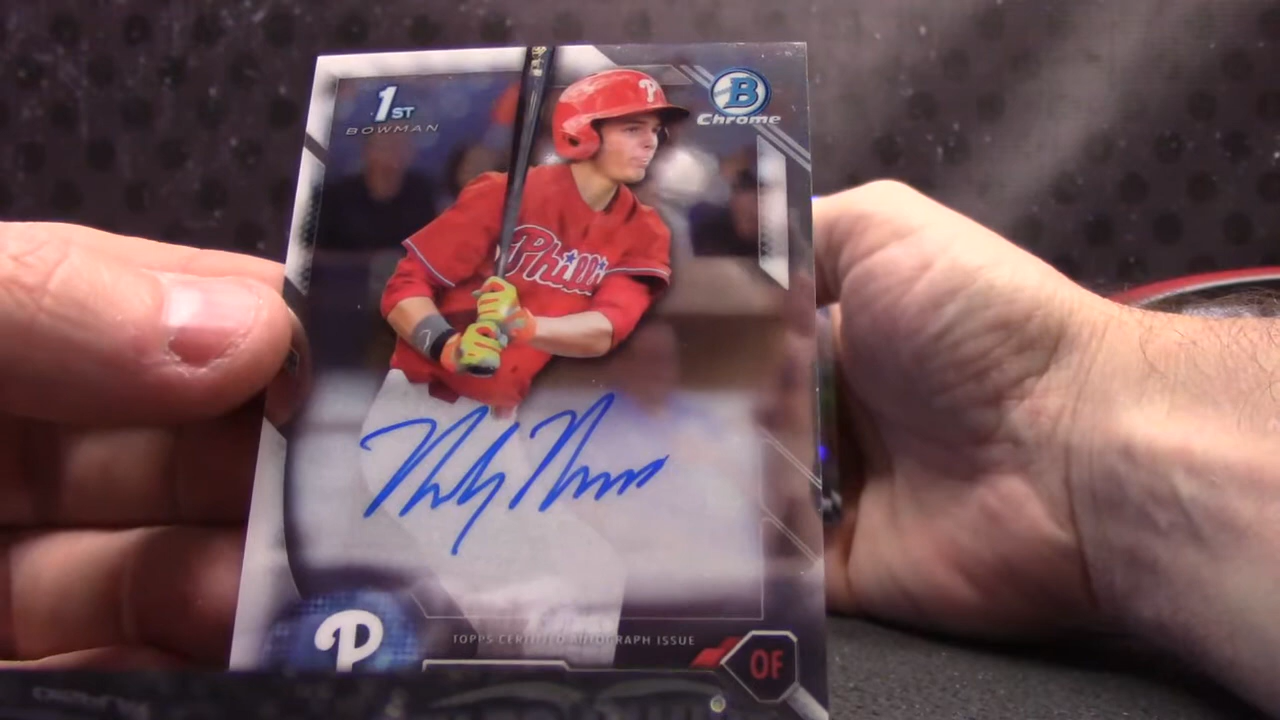 1ST
BOWMAN
B
Chrome
P
Phillies
P
TOPPS CERTIFIED AUTOGRAPH ISSUE
OF